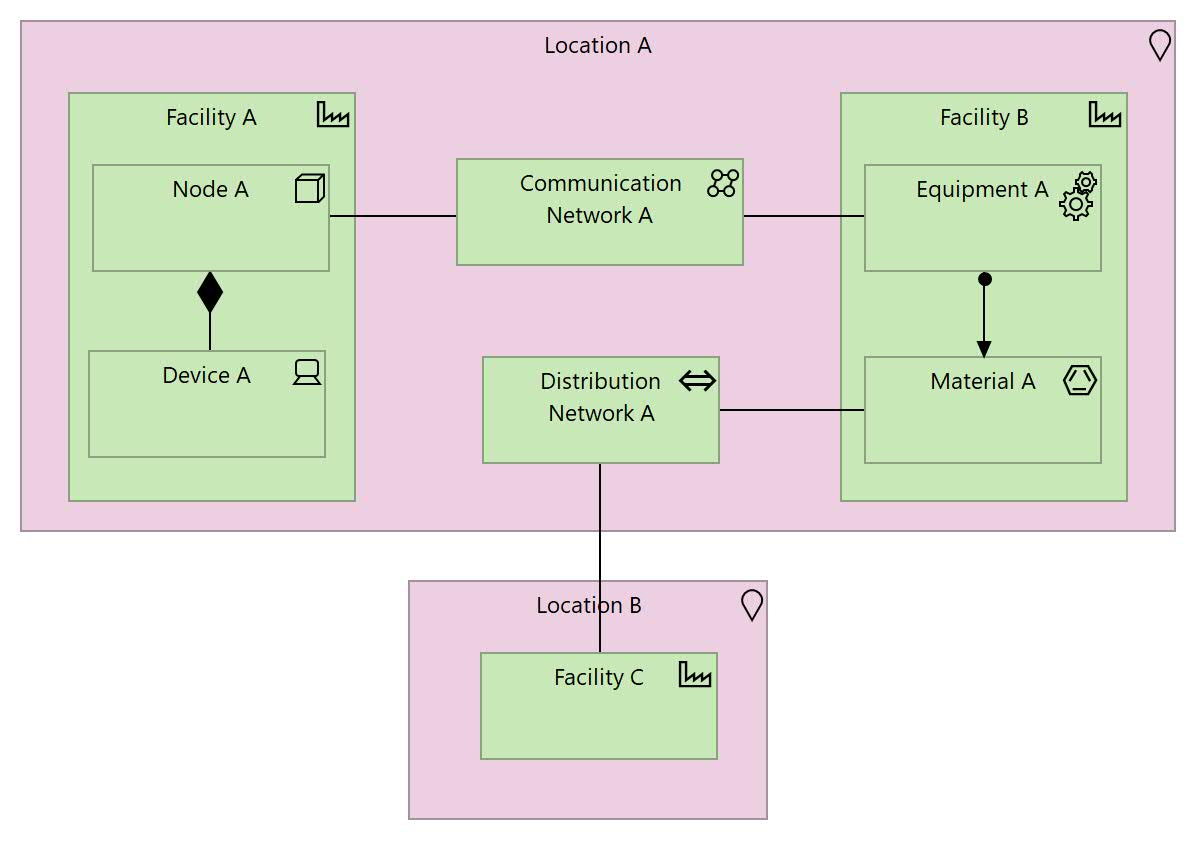 Location A
Facility A
Facility B
Node A
Communication
Network A
Equipment A
Device A
Distribution
Network A
Material A
Location B
Facility C